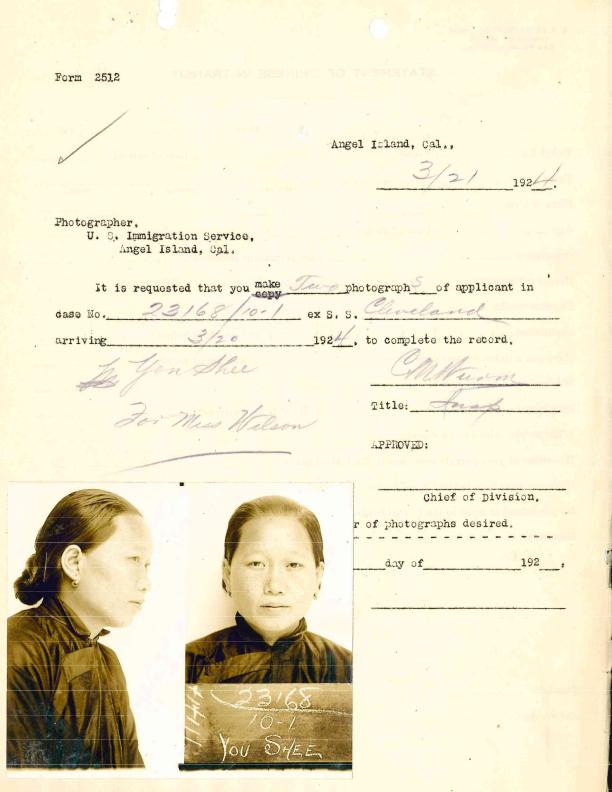 Form 2512
Angel Island, Cal.,
3/21 1924.
Photographer,
U. S. Immigration Service,
Angel Island, Cal.
It is requested that you make copy Two photographs of applicant in
case No. 23168/10-1 ex S. S. Cleveland
arriving 3/20 1924, to complete the record.
Yon Shee
Title: Insp
For Miss Wilson
APPROVED:
Chief of Division.
r of photographs desired.
day of 192 .
23168
10-1
YOU SHEE